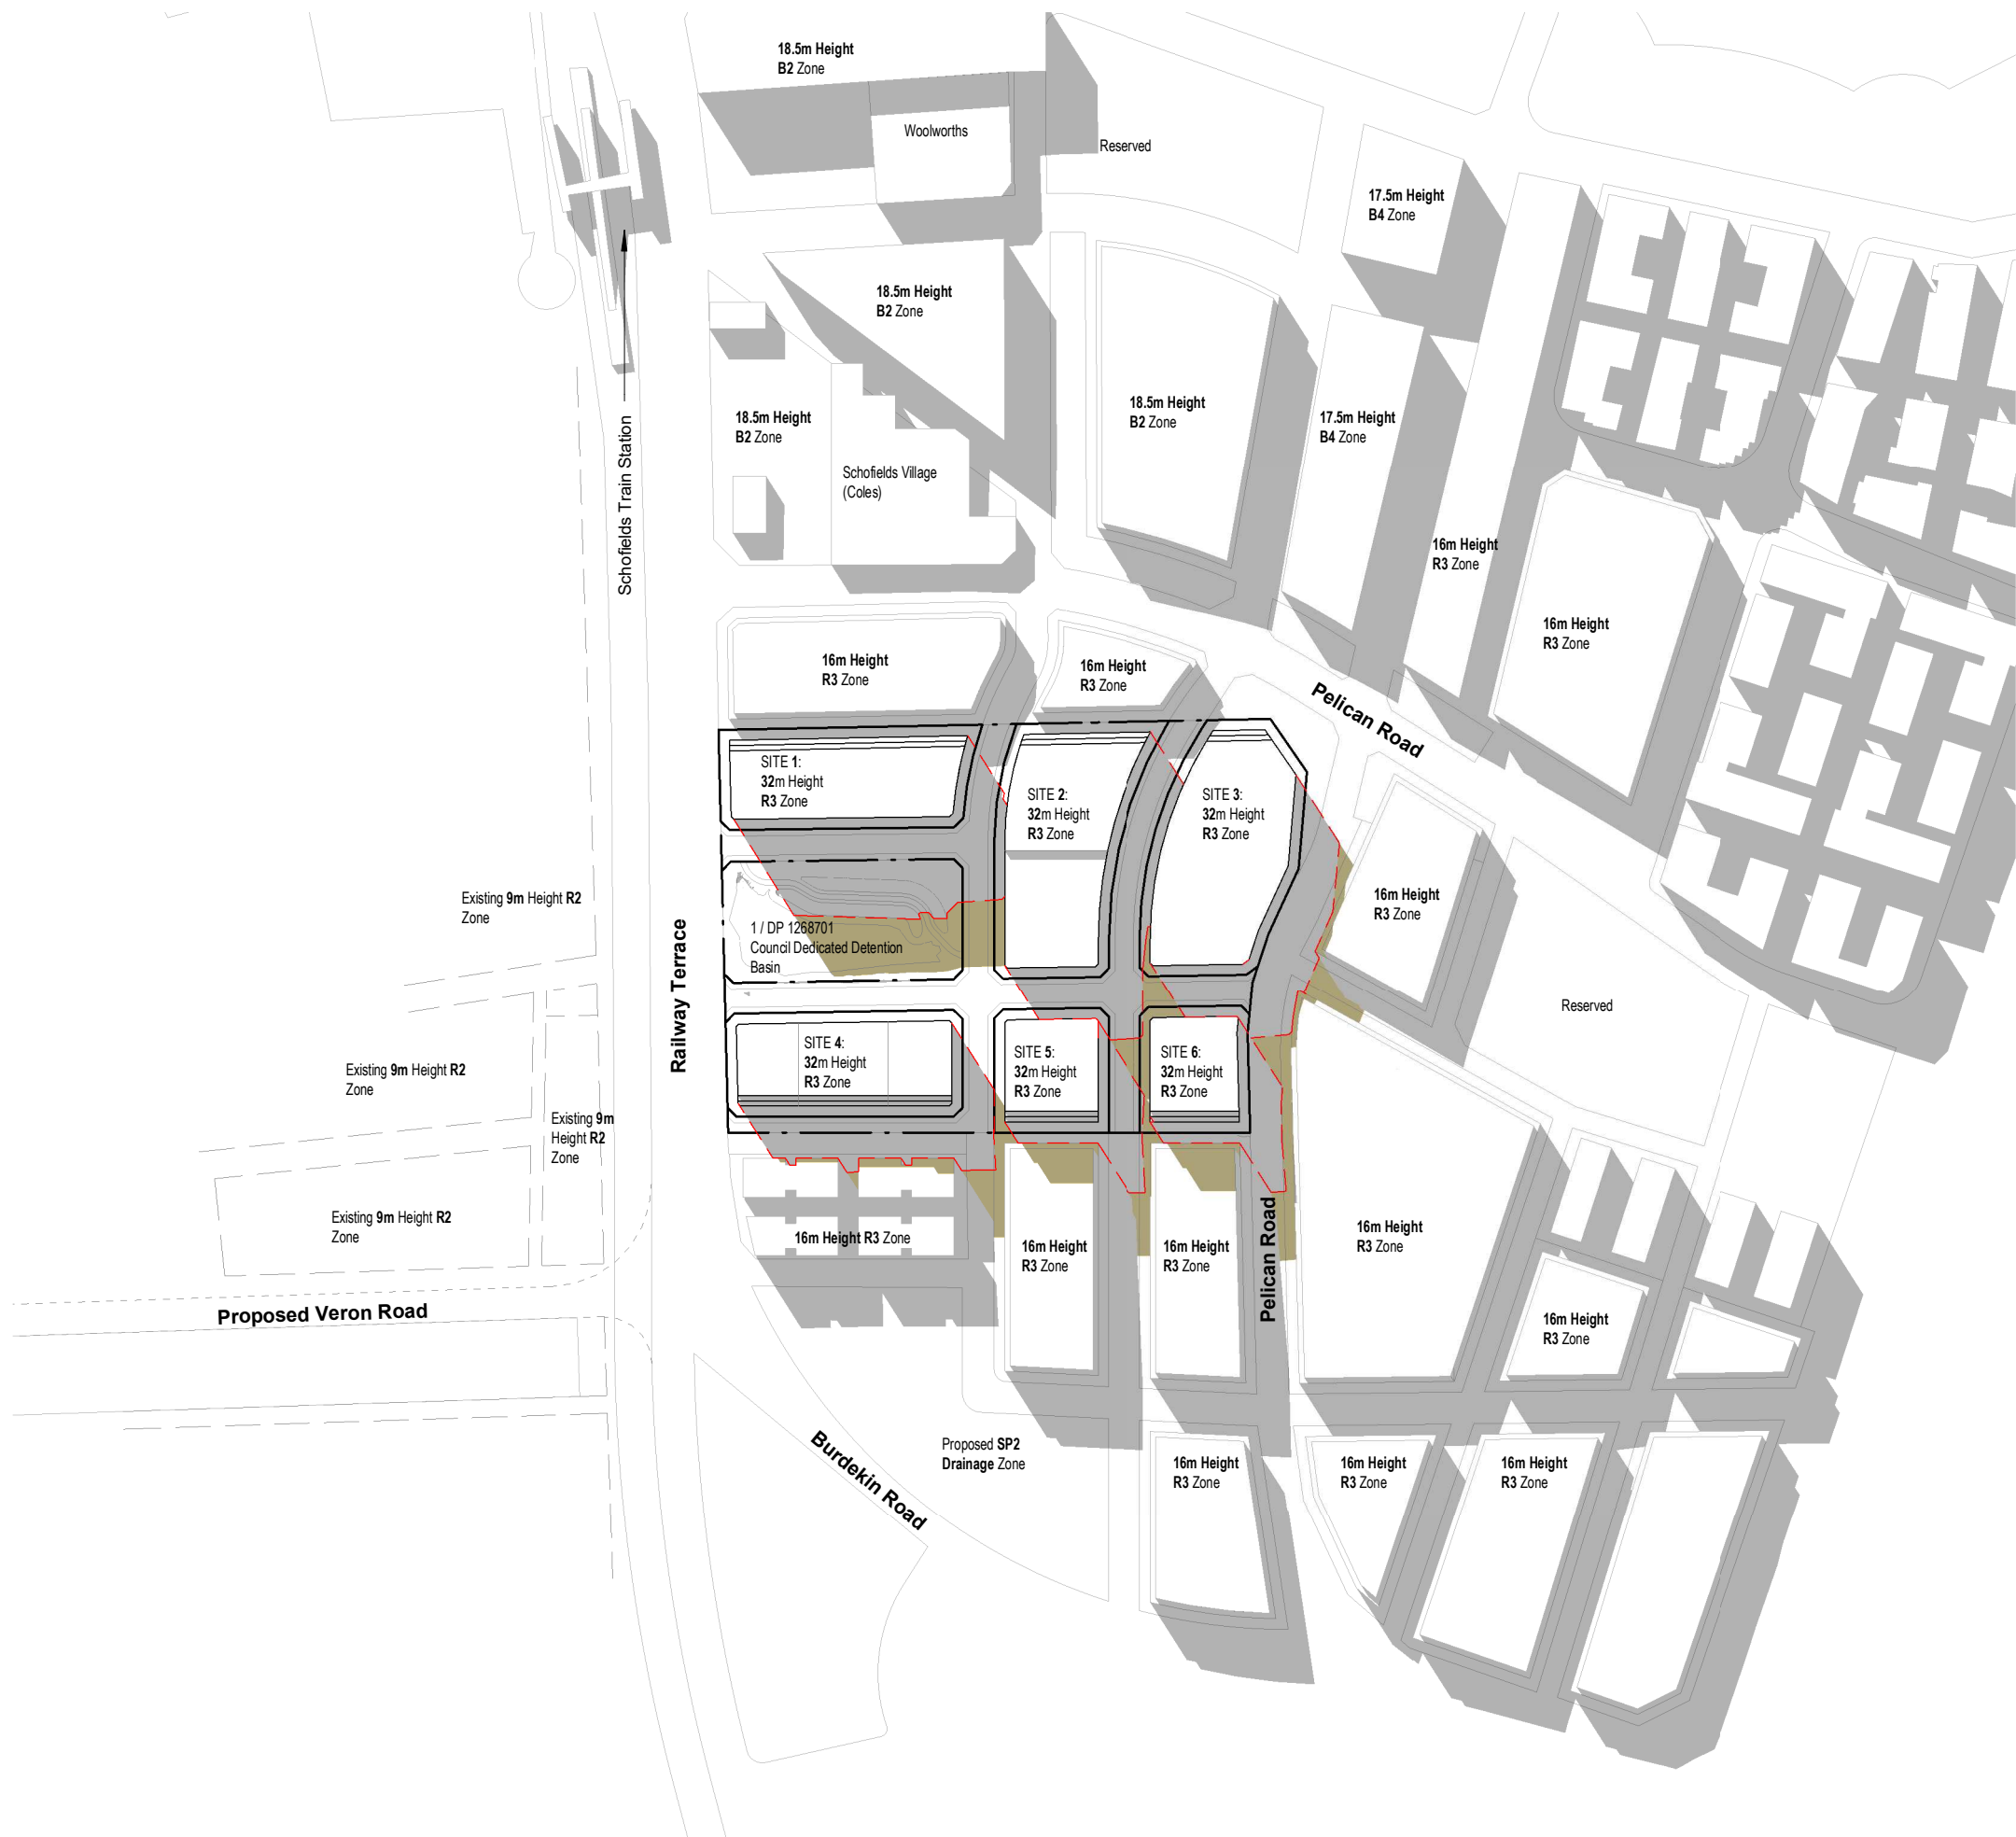 18.5m Height
B2 Zone
Woolworths
Reserved
17.5m Height
B4 Zone
18.5m Height
B2 Zone
18.5m Height
B2 Zone
18.5m Height
B2 Zone
17.5m Height
B4 Zone
Schofields Train Station
Schofields Village
(Coles)
16m Height
R3 Zone
16m Height
R3 Zone
16m Height
R3 Zone
16m Height
R3 Zone
Pelican Road
SITE 1:
32m Height
R3 Zone
SITE 2:
32m Height
R3 Zone
SITE 3:
32m Height
R3 Zone
16m Height
R3 Zone
Existing 9m Height R2
Zone
1 / DP 1268701
Council Dedicated Detention
Basin
Railway Terrace
Reserved
SITE 4:
32m Height
R3 Zone
SITE 5:
32m Height
R3 Zone
SITE 6:
32m Height
R3 Zone
Existing 9m Height R2
Zone
Existing 9m
Height R2
Zone
Existing 9m Height R2
Zone
16m Height R3 Zone
16m Height
R3 Zone
16m Height
R3 Zone
Pelican Road
16m Height
R3 Zone
Proposed Veron Road
16m Height
R3 Zone
Burdekin Road
Proposed SP2
Drainage Zone
16m Height
R3 Zone
16m Height
R3 Zone
16m Height
R3 Zone